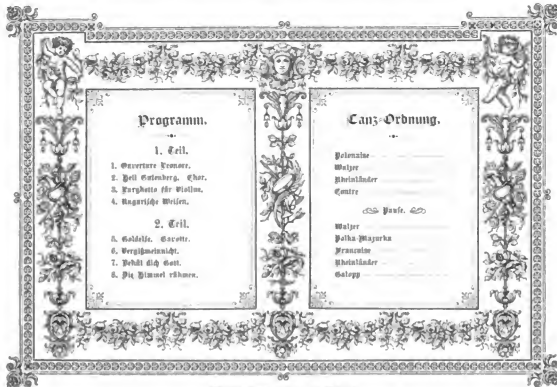 Programm.
1. Teil.
1. Ouverture Leonore.
2. Heil Gutenberg. Chor.
3. Larghetto für Violine.
4. Ungarische Weisen.
2. Teil.
5. Goldelse. Gavotte.
6. Vergißmeinnicht.
7. Behüt dich Gott.
8. Die Himmel rühmen.
Tanz-Ordnung.
Polonaise
Walzer
Rheinländer
Contre
Pause.
Walzer
Polka-Mazurka
Française
Rheinländer
Galopp